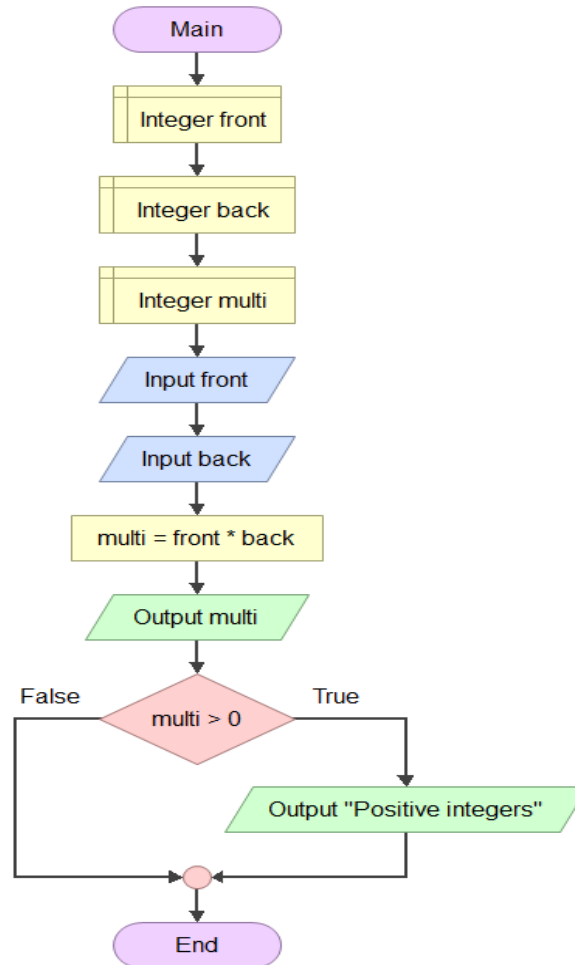 Main
Integer front
Integer back
Integer multi
Input front
Input back
multi = front * back
Output multi
False
True
multi > 0
Output "Positive integers"
End